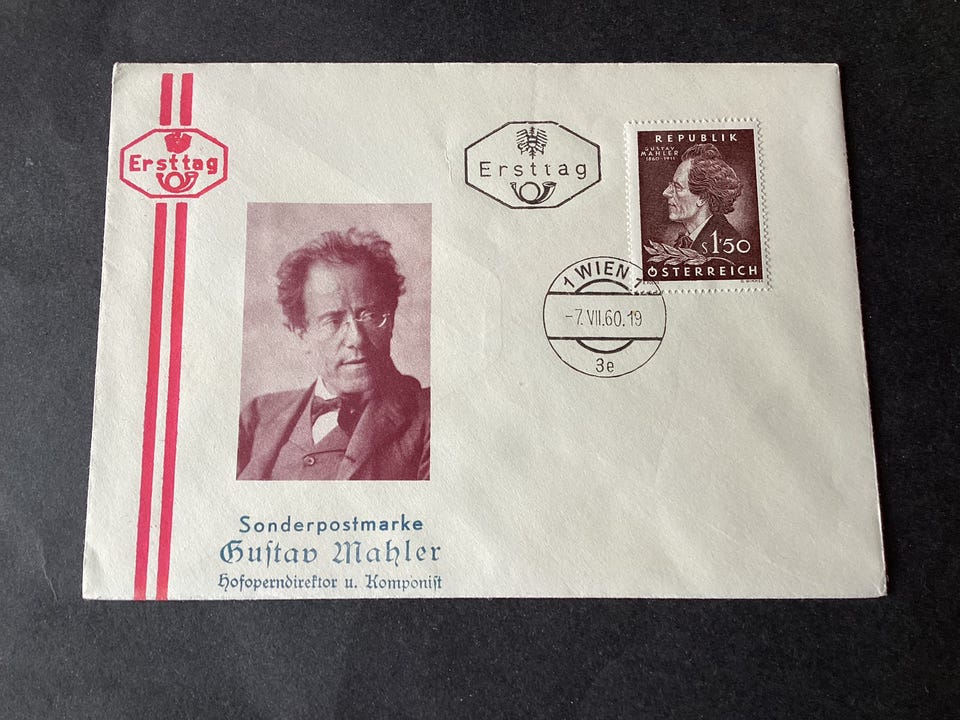 Ersttag
Ersttag
REPUBLIK
GUSTAV
MAHLER
1860-1911
S 1'50
ÖSTERREICH
1 WIEN 1
-7.VII.60.19
3e
Sonderpostmarke
Guſtav Mahler
Hofoperndirektor u. Komponiſt